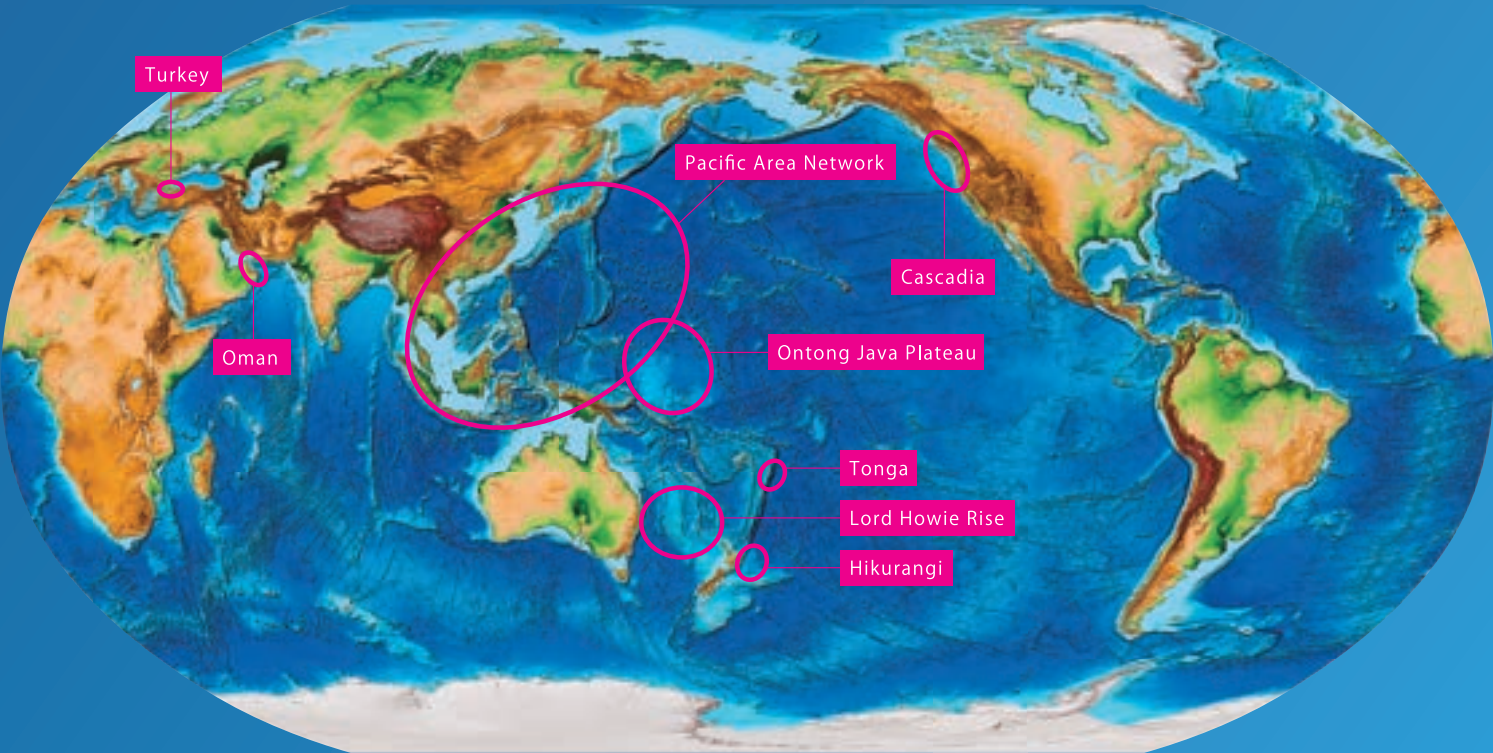 Turkey
Pacific Area Network
Cascadia
Oman
Ontong Java Plateau
Tonga
Lord Howie Rise
Hikurangi